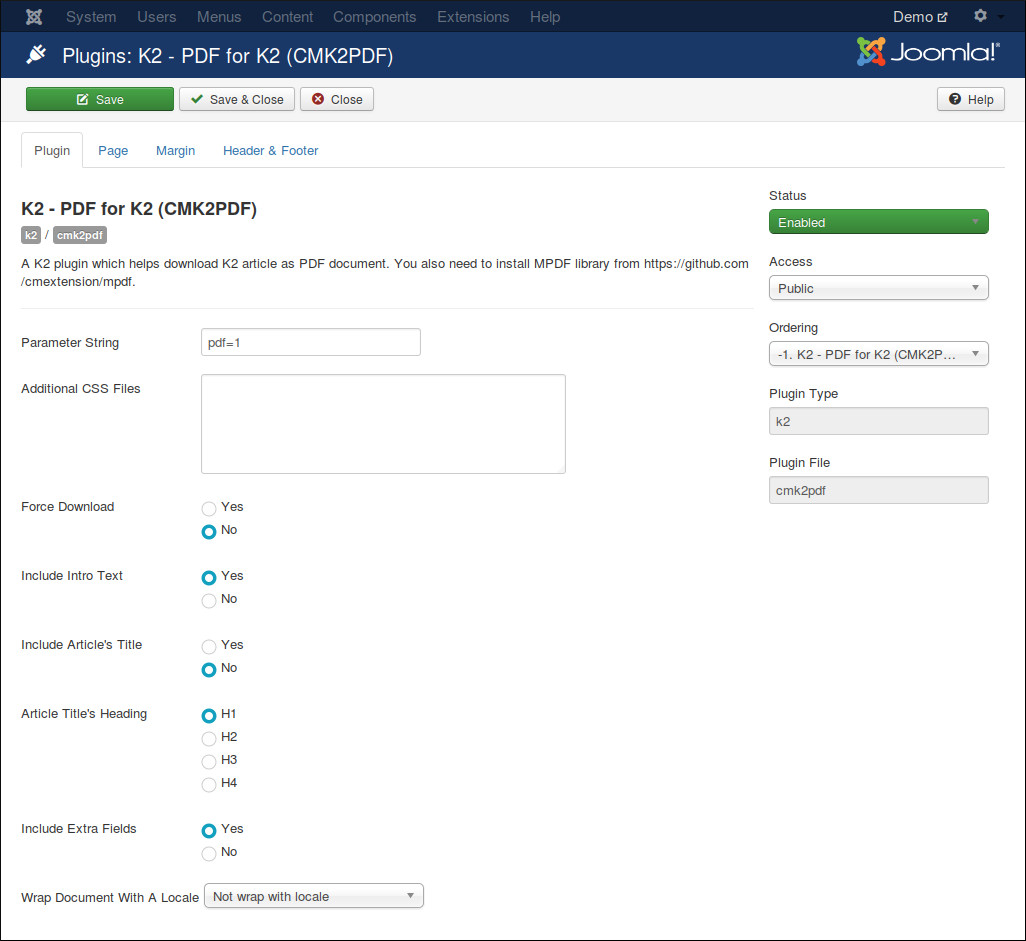 System Users Menus Content Components Extensions Help Demo
Plugins: K2 - PDF for K2 (CMK2PDF) Joomla!®
Save Save & Close Close Help
Plugin Page Margin Header & Footer
K2 - PDF for K2 (CMK2PDF)
k2 / cmk2pdf
A K2 plugin which helps download K2 article as PDF document. You also need to install MPDF library from https://github.com
/cmextension/mpdf.
Parameter String pdf=1
Additional CSS Files
Force Download Yes
No
Include Intro Text Yes
No
Include Article's Title Yes
No
Article Title's Heading H1
H2
H3
H4
Include Extra Fields Yes
No
Wrap Document With A Locale Not wrap with locale
Status
Enabled
Access
Public
Ordering
-1. K2 - PDF for K2 (CMK2P...
Plugin Type
k2
Plugin File
cmk2pdf